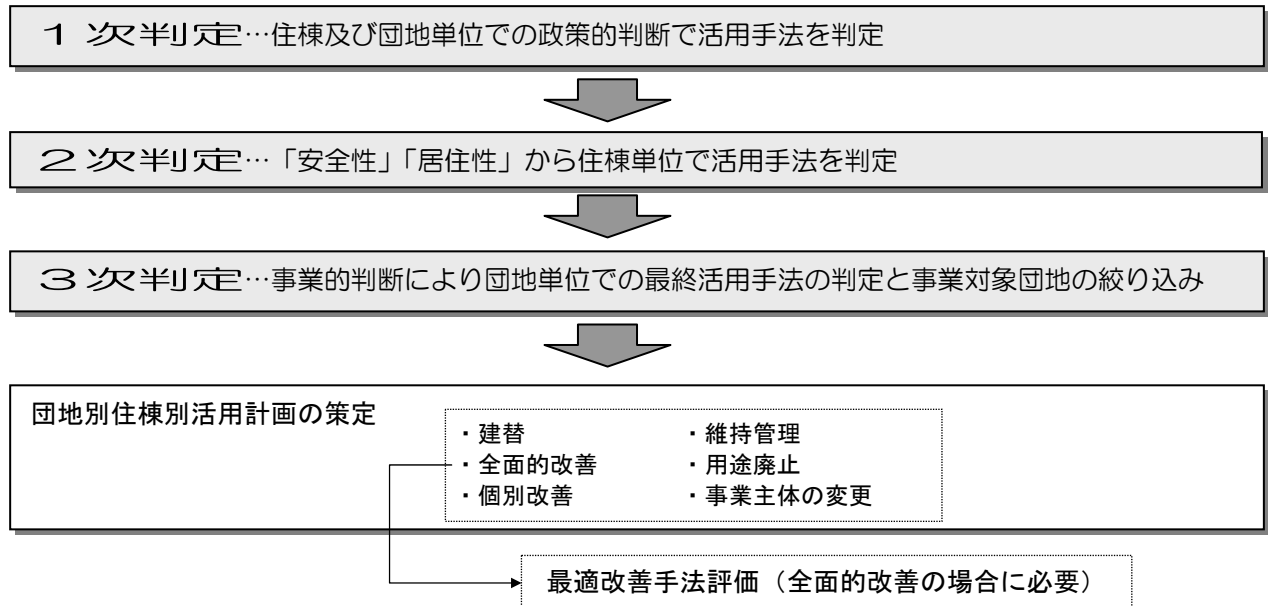 １次判定…住棟及び団地単位での政策的判断で活用手法を判定
２次判定…「安全性」「居住性」から住棟単位で活用手法を判定
３次判定…事業的判断により団地単位での最終活用手法の判定と事業対象団地の絞り込み
団地別住棟別活用計画の策定
・建替
・全面的改善
・個別改善
・維持管理
・用途廃止
・事業主体の変更
最適改善手法評価（全面的改善の場合に必要）